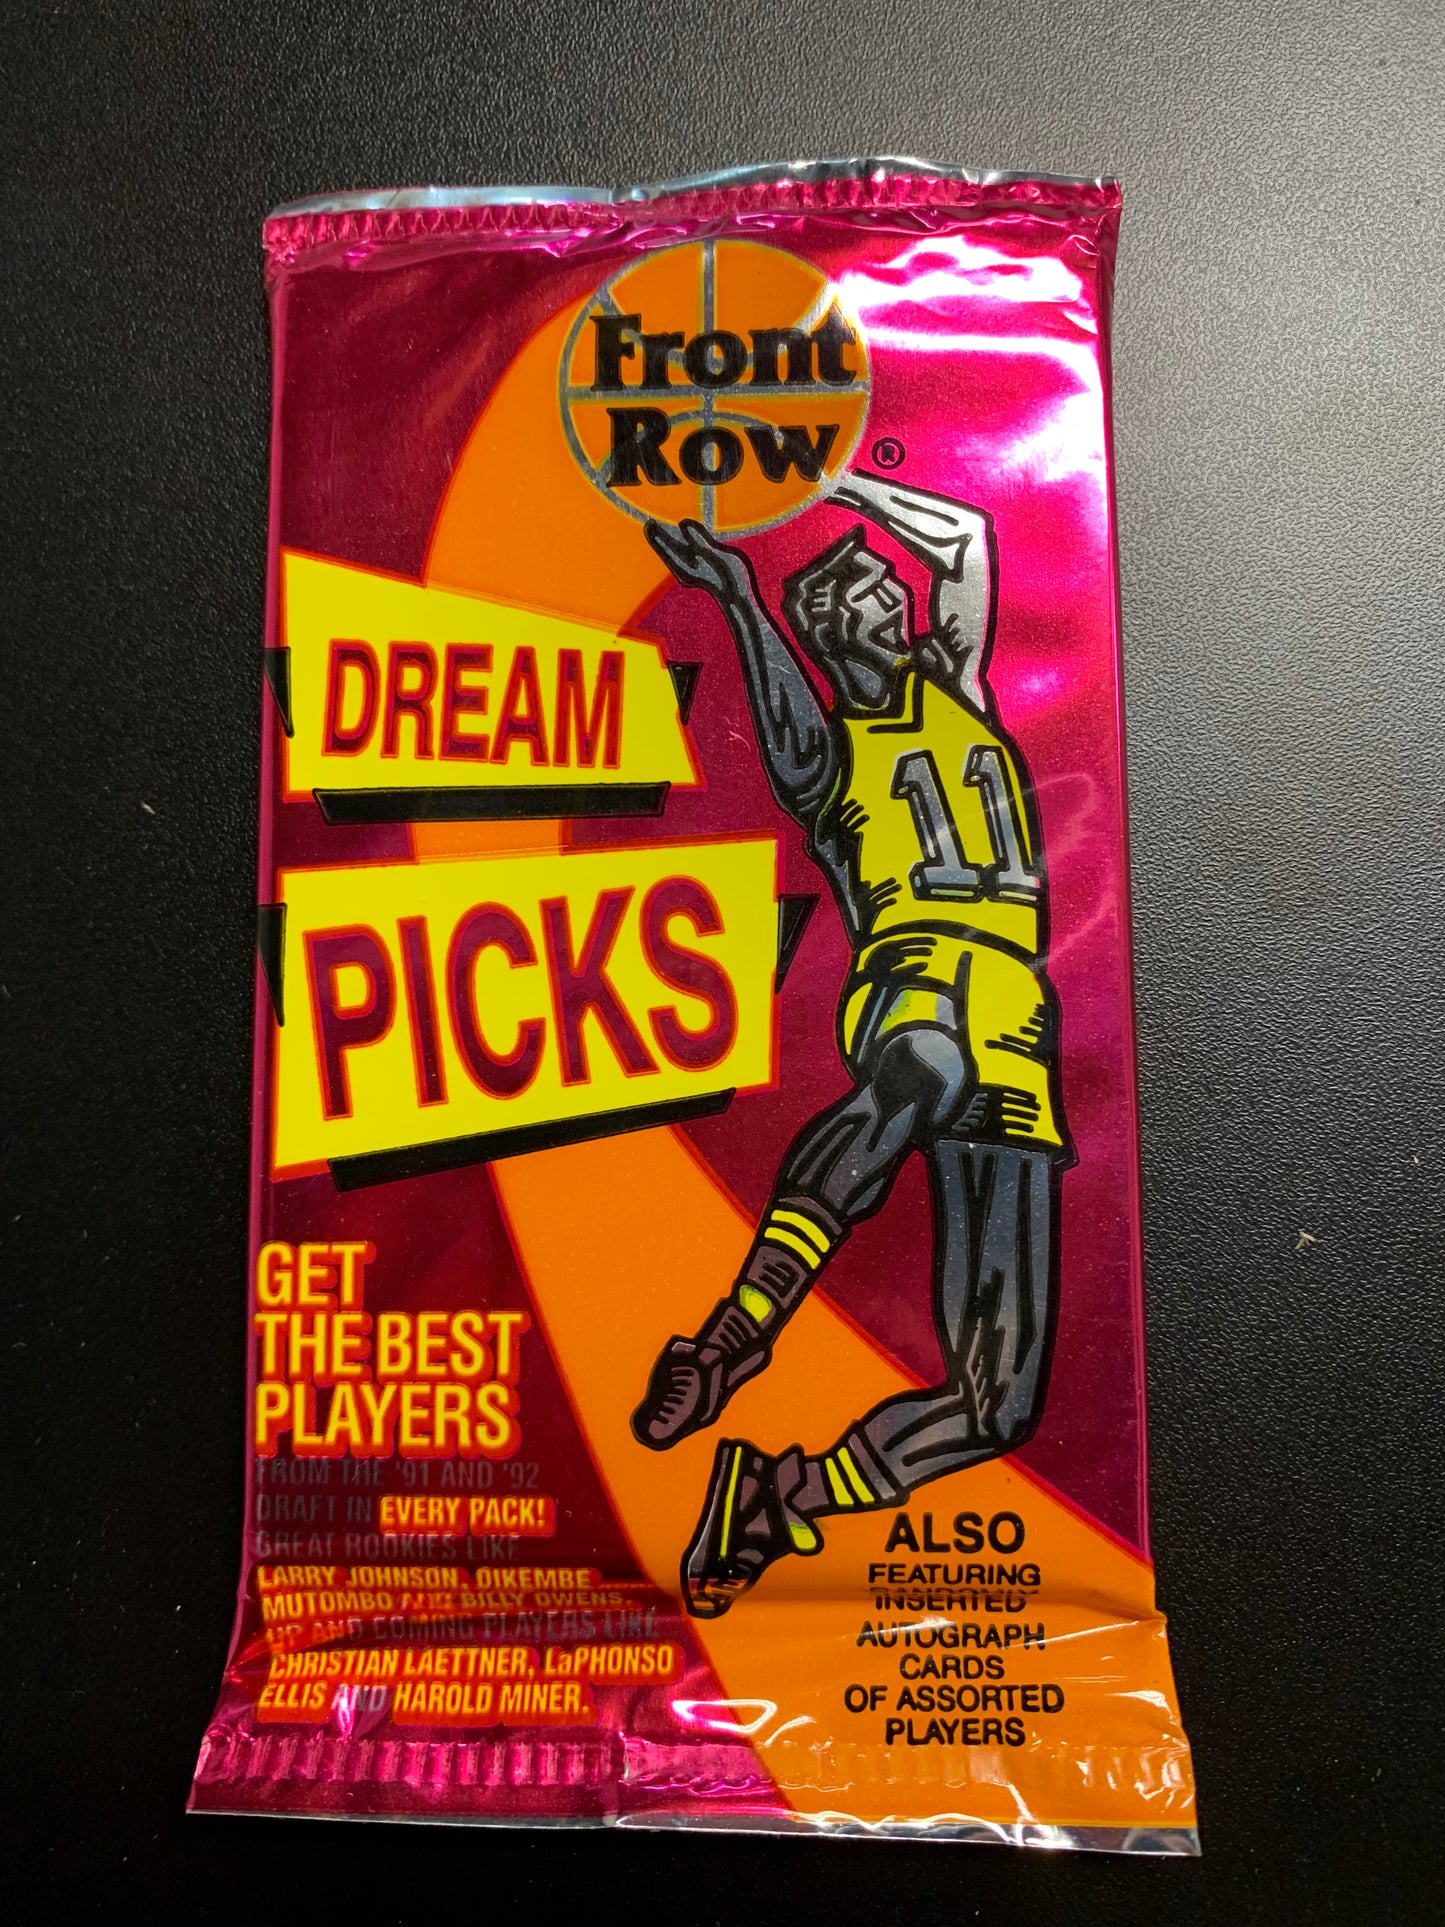 Front
Row
®
11
DREAM
PICKS
GET
THE BEST
PLAYERS
FROM THE '91 AND '92
DRAFT IN EVERY PACK!
GREAT ROOKIES LIKE
LARRY JOHNSON, DIKEMBE
MUTOMBO AND BILLY OWENS.
UP AND COMING PLAYERS LIKE
CHRISTIAN LAETTNER, LaPHONSO
ELLIS AND HAROLD MINER.
ALSO
FEATURING
RANDOMLY
INSERTED
AUTOGRAPH
CARDS
OF ASSORTED
PLAYERS